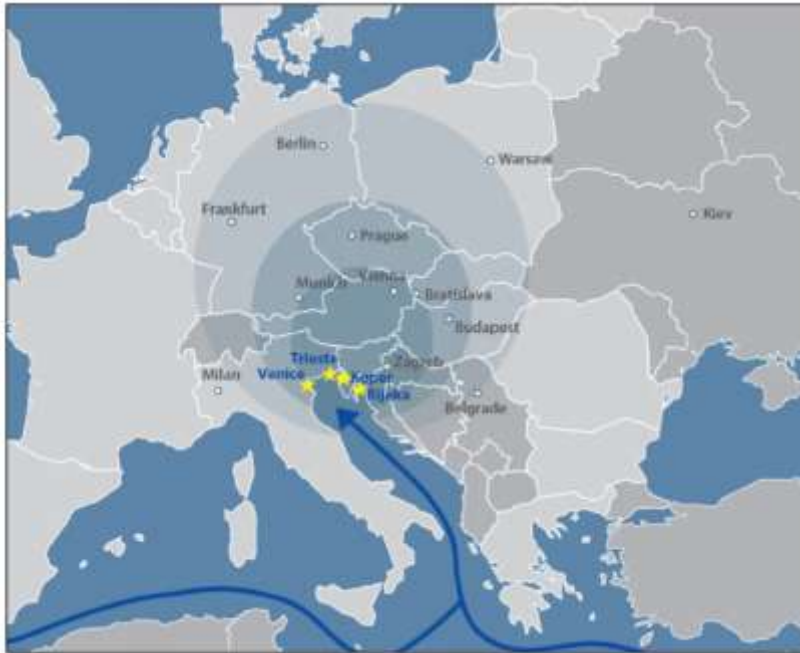 Berlin
Warsaw
Frankfurt
Kiev
Prague
Munich
Vienna
Bratislava
Budapest
Trieste
Zagreb
Venice
Koper
Milan
Rijeka
Belgrade